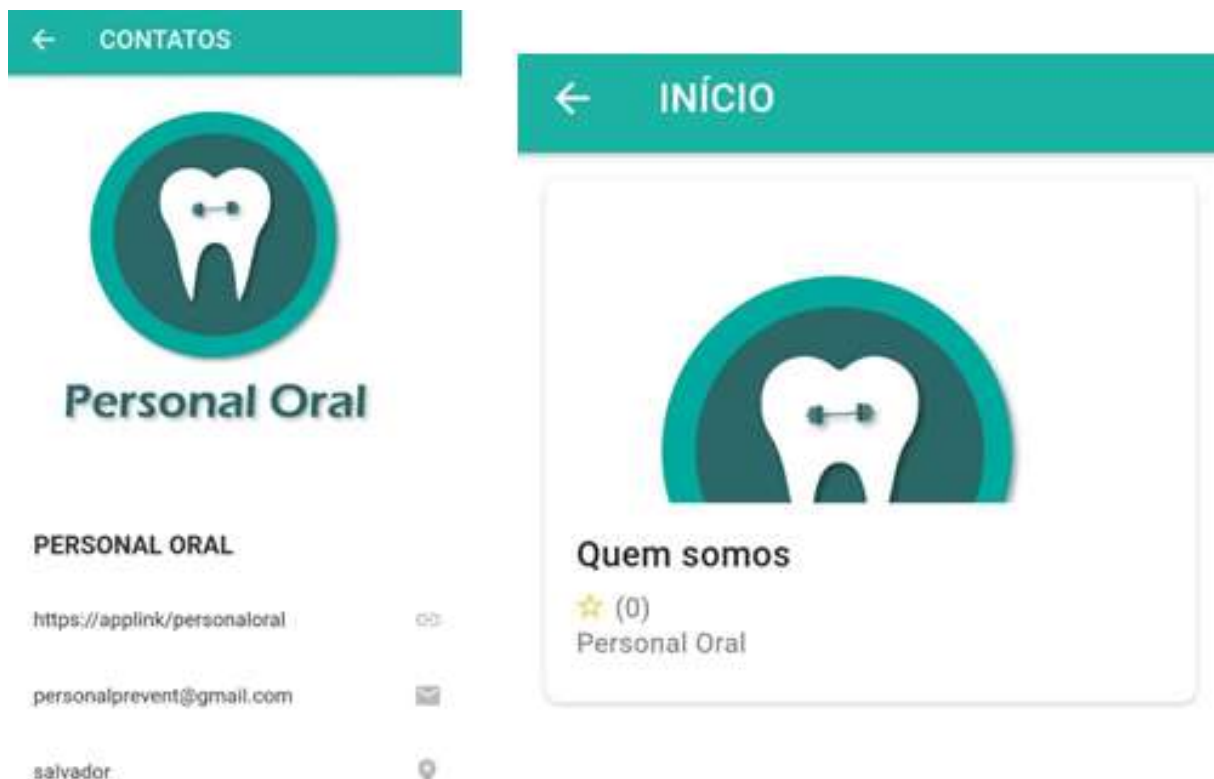 CONTATOS
Personal Oral
PERSONAL ORAL
https://applink/personaloral
personalprevent@gmail.com
salvador
INÍCIO
Quem somos
(0)
Personal Oral